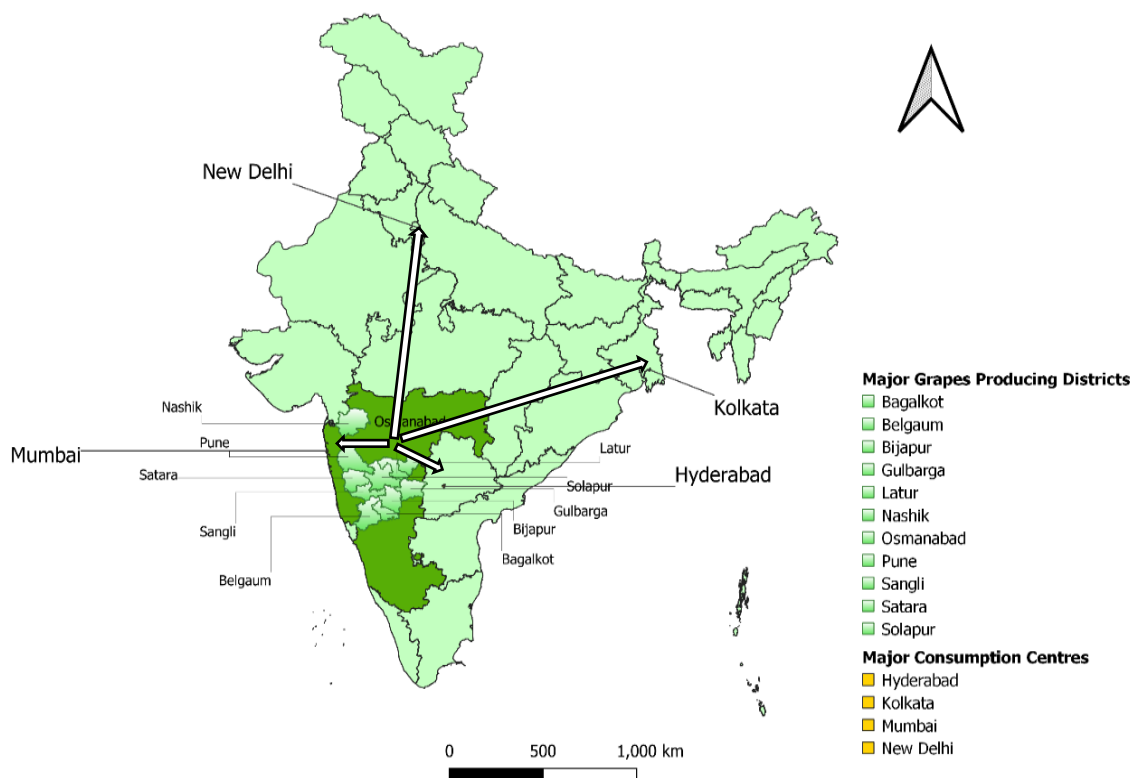 New Delhi
Kolkata
Nashik
Osmanabad
Pune
Mumbai
Latur
Satara
Solapur
Hyderabad
Gulbarga
Sangli
Bijapur
Bagalkot
Belgaum
Major Grapes Producing Districts
Bagalkot
Belgaum
Bijapur
Gulbarga
Latur
Nashik
Osmanabad
Pune
Sangli
Satara
Solapur
Major Consumption Centres
Hyderabad
Kolkata
Mumbai
New Delhi
0 500 1,000 km